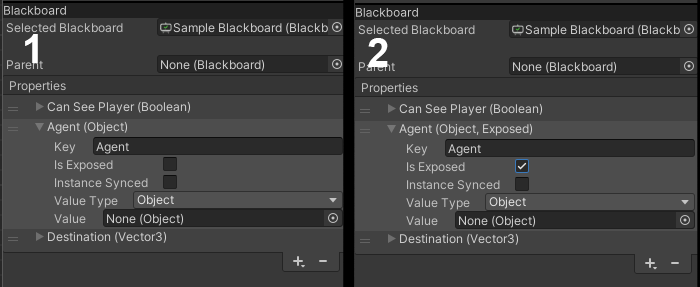 Blackboard
Selected Blackboard Sample Blackboard (Blackb
1
Parent None (Blackboard)
Properties
Can See Player (Boolean)
Agent (Object)
Key Agent
Is Exposed
Instance Synced
Value Type Object
Value None (Object)
Destination (Vector3)
Blackboard
Selected Blackboard Sample Blackboard (Blackb
2
Parent None (Blackboard)
Properties
Can See Player (Boolean)
Agent (Object, Exposed)
Key Agent
Is Exposed
Instance Synced
Value Type Object
Value None (Object)
Destination (Vector3)